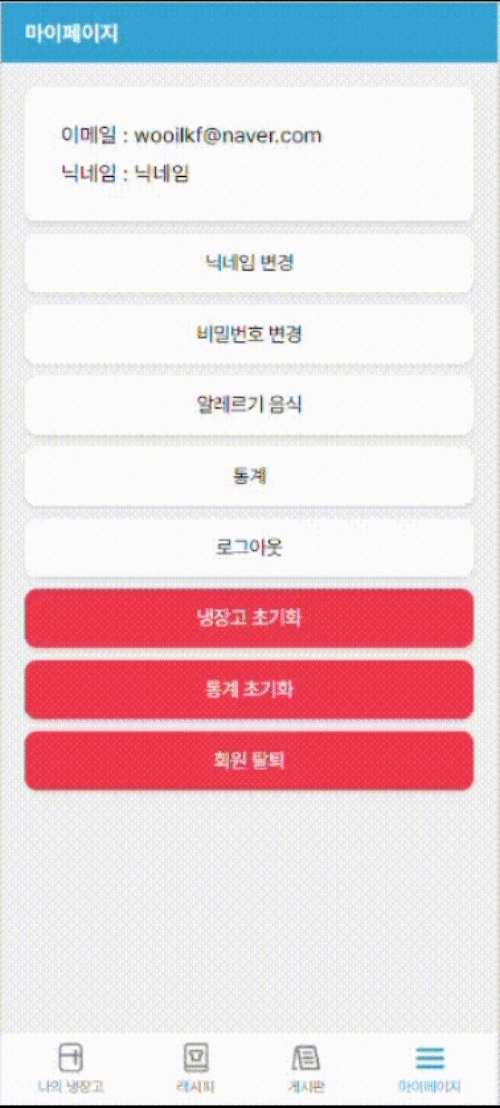 마이페이지
이메일 : wooilkf@naver.com
닉네임 : 닉네임
닉네임 변경
비밀번호 변경
알레르기 음식
통계
로그아웃
냉장고 초기화
통계 초기화
회원 탈퇴
나의 냉장고 레시피 게시판 마이페이지